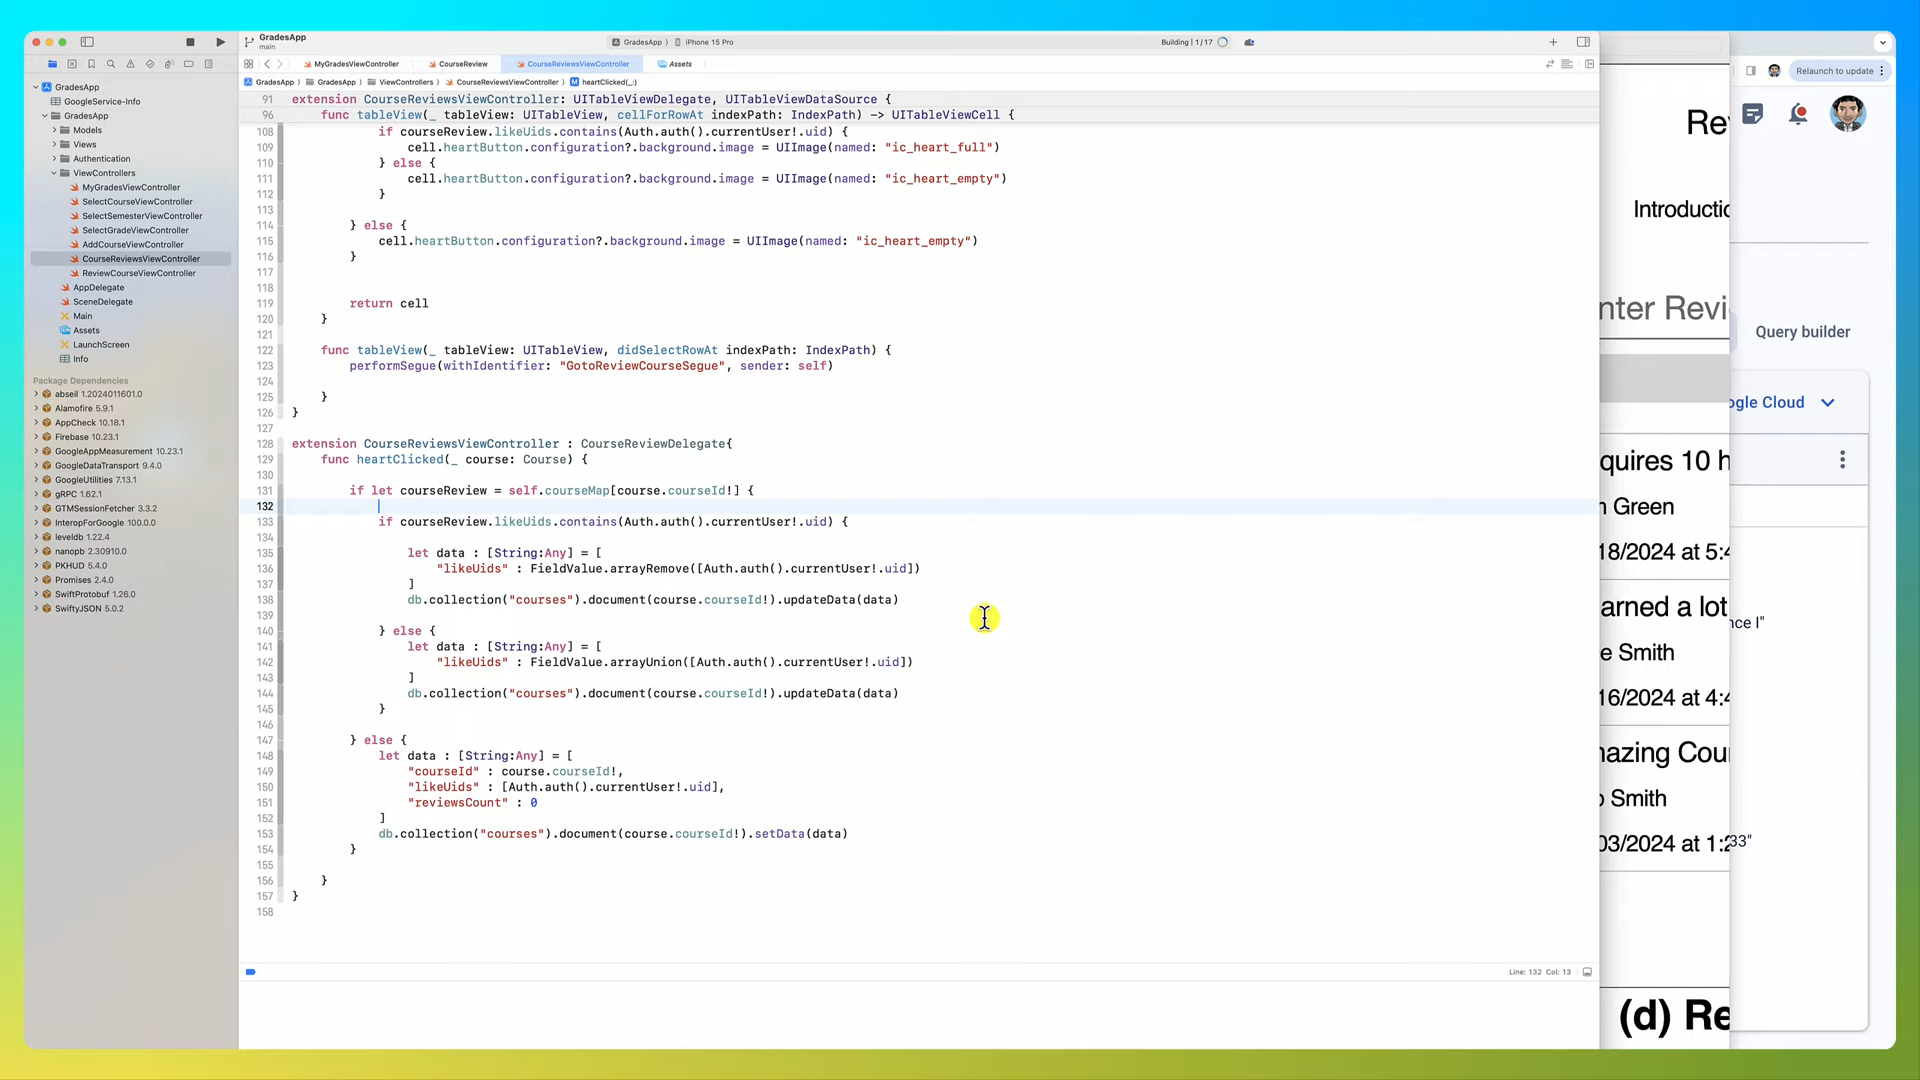 GradesApp
main
GradesApp
iPhone 15 Pro
Building | 1/17
MyGradesViewController
CourseReview
CourseReviewsViewController
Assets
GradesApp
GradesApp
ViewControllers
CourseReviewsViewController
heartClicked(_:)
GradesApp
GoogleService-Info
GradesApp
Models
Views
Authentication
ViewControllers
MyGradesViewController
SelectCourseViewController
SelectSemesterViewController
SelectGradeViewController
AddCourseViewController
CourseReviewsViewController
ReviewCourseViewController
AppDelegate
SceneDelegate
Main
Assets
LaunchScreen
Info
Package Dependencies
abseil 1.2024011601.0
Alamofire 5.9.1
AppCheck 10.18.1
Firebase 10.23.1
GoogleAppMeasurement 10.23.1
GoogleDataTransport 9.4.0
GoogleUtilities 7.13.1
gRPC 1.62.1
GTMSessionFetcher 3.3.2
InteropForGoogle 100.0.0
leveldb 1.22.4
nanopb 2.30910.0
PKHUD 5.4.0
Promises 2.4.0
SwiftProtobuf 1.26.0
SwiftyJSON 5.0.2
91 extension CourseReviewsViewController: UITableViewDelegate, UITableViewDataSource {
96 func tableView(_ tableView: UITableView, cellForRowAt indexPath: IndexPath) -> UITableViewCell {
108 if courseReview.likeUids.contains(Auth.auth().currentUser!.uid) {
109 cell.heartButton.configuration?.background.image = UIImage(named: "ic_heart_full")
110 } else {
111 cell.heartButton.configuration?.background.image = UIImage(named: "ic_heart_empty")
112 }
113
114 } else {
115 cell.heartButton.configuration?.background.image = UIImage(named: "ic_heart_empty")
116 }
117
118
119 return cell
120 }
121
122 func tableView(_ tableView: UITableView, didSelectRowAt indexPath: IndexPath) {
123 performSegue(withIdentifier: "GotoReviewCourseSegue", sender: self)
124
125 }
126 }
127
128 extension CourseReviewsViewController : CourseReviewDelegate{
129 func heartClicked(_ course: Course) {
130
131 if let courseReview = self.courseMap[course.courseId!] {
132
133 if courseReview.likeUids.contains(Auth.auth().currentUser!.uid) {
134
135 let data : [String:Any] = [
136 "likeUids" : FieldValue.arrayRemove([Auth.auth().currentUser!.uid])
137 ]
138 db.collection("courses").document(course.courseId!).updateData(data)
139
140 } else {
141 let data : [String:Any] = [
142 "likeUids" : FieldValue.arrayUnion([Auth.auth().currentUser!.uid])
143 ]
144 db.collection("courses").document(course.courseId!).updateData(data)
145 }
146
147 } else {
148 let data : [String:Any] = [
149 "courseId" : course.courseId!,
150 "likeUids" : [Auth.auth().currentUser!.uid],
151 "reviewsCount" : 0
152 ]
153 db.collection("courses").document(course.courseId!).setData(data)
154 }
155
156 }
157 }
158
Line: 132 Col: 13
Relaunch to update
Re
Introductio
nter Revi
Query builder
ogle Cloud
quires 10 h
n Green
18/2024 at 5:4
arned a lot
nce I"
e Smith
16/2024 at 4:4
nazing Cou
o Smith
03/2024 at 1:2
33"
(d) Re